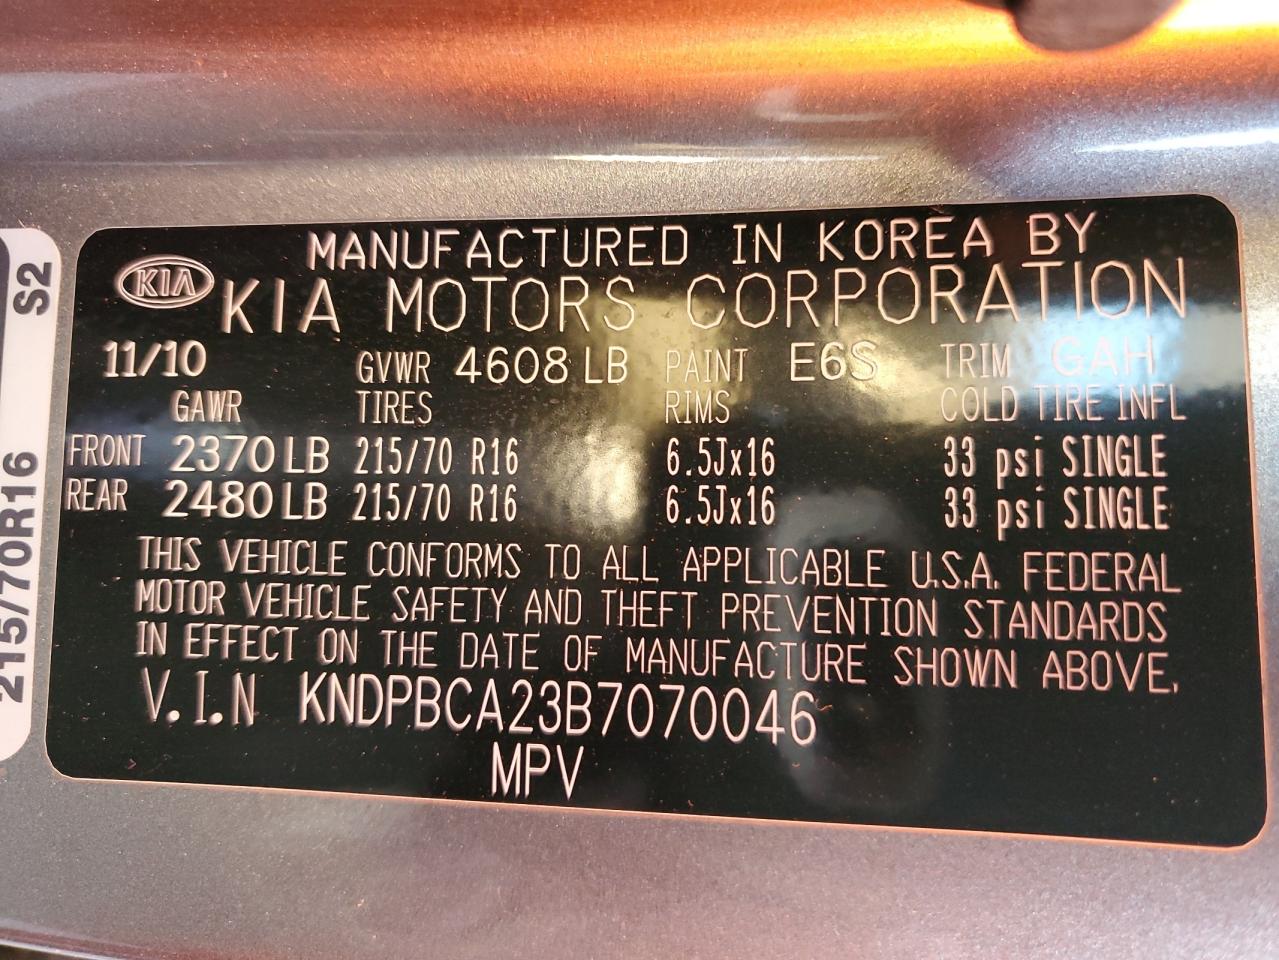 MANUFACTURED IN KOREA BY
KIA KIA MOTORS CORPORATION
11/10 GVWR 4608 LB PAINT E6S TRIM GAH
GAWR TIRES RIMS COLD TIRE INFL
FRONT 2370 LB 215/70 R16 6.5Jx16 33 psi SINGLE
REAR 2480 LB 215/70 R16 6.5Jx16 33 psi SINGLE
THIS VEHICLE CONFORMS TO ALL APPLICABLE U.S.A. FEDERAL
MOTOR VEHICLE SAFETY AND THEFT PREVENTION STANDARDS
IN EFFECT ON THE DATE OF MANUFACTURE SHOWN ABOVE.
V.I.N KNDPBCA23B7070046
MPV
215/70R16 S2